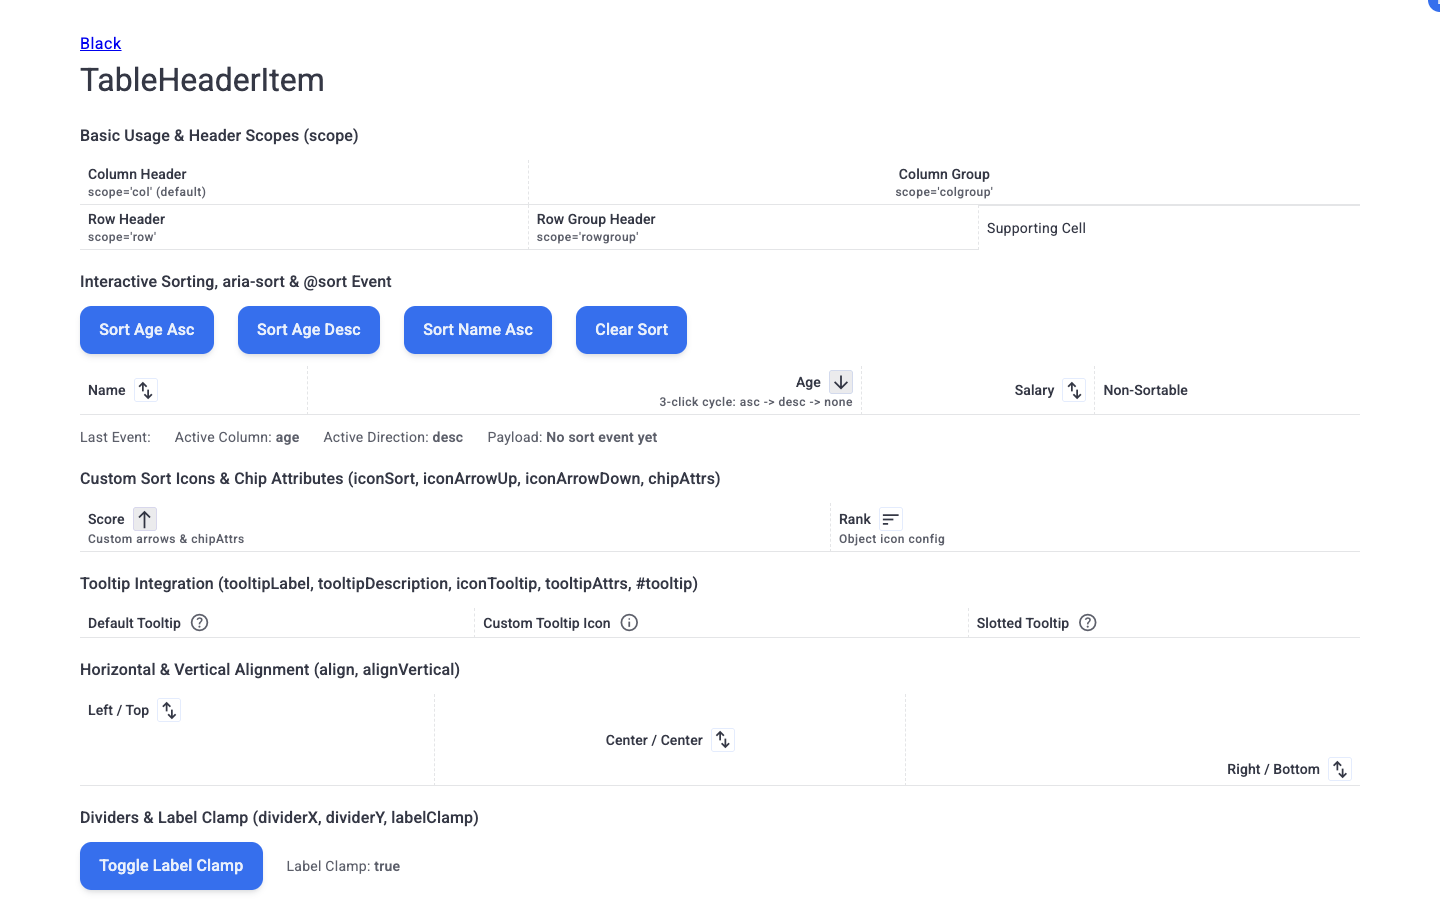 Black
TableHeaderItem
Basic Usage & Header Scopes (scope)
Column Header
scope='col' (default)
Column Group
scope='colgroup'
Row Header
scope='row'
Row Group Header
scope='rowgroup'
Supporting Cell
Interactive Sorting, aria-sort & @sort Event
Sort Age Asc
Sort Age Desc
Sort Name Asc
Clear Sort
Name
Age
3-click cycle: asc -> desc -> none
Salary
Non-Sortable
Last Event: Active Column: age Active Direction: desc Payload: No sort event yet
Custom Sort Icons & Chip Attributes (iconSort, iconArrowUp, iconArrowDown, chipAttrs)
Score
Custom arrows & chipAttrs
Rank
Object icon config
Tooltip Integration (tooltipLabel, tooltipDescription, iconTooltip, tooltipAttrs, #tooltip)
Default Tooltip
Custom Tooltip Icon
Slotted Tooltip
Horizontal & Vertical Alignment (align, alignVertical)
Left / Top
Center / Center
Right / Bottom
Dividers & Label Clamp (dividerX, dividerY, labelClamp)
Toggle Label Clamp
Label Clamp: true